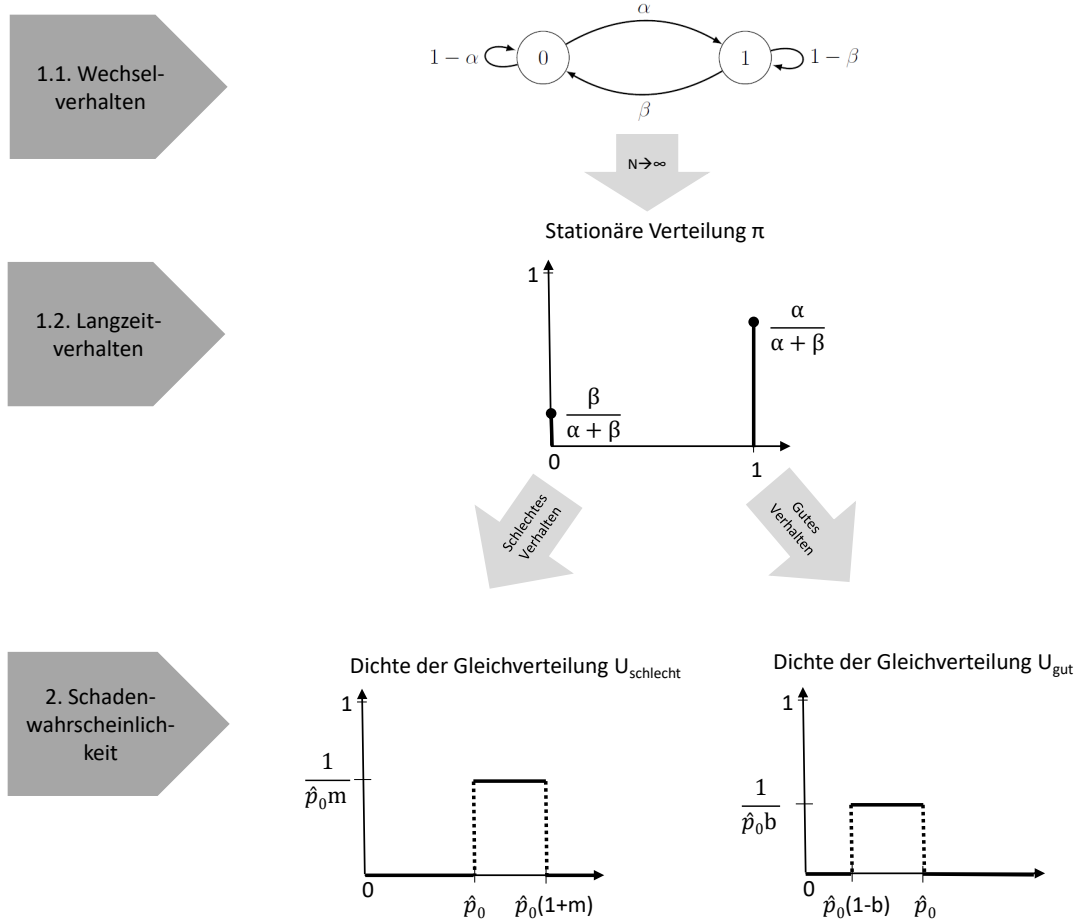 1.1. Wechsel-
verhalten
α
1 − α
0
1
1 − β
β
N→∞
Stationäre Verteilung π
1.2. Langzeit-
verhalten
1
α
α + β
β
α + β
0
1
Schlechtes
Verhalten
Gutes
Verhalten
2. Schaden-
wahrscheinlich-
keit
Dichte der Gleichverteilung U_schlecht
1
1
p̂₀m
0
p̂₀
p̂₀(1+m)
Dichte der Gleichverteilung U_gut
1
1
p̂₀b
0
p̂₀(1-b)
p̂₀